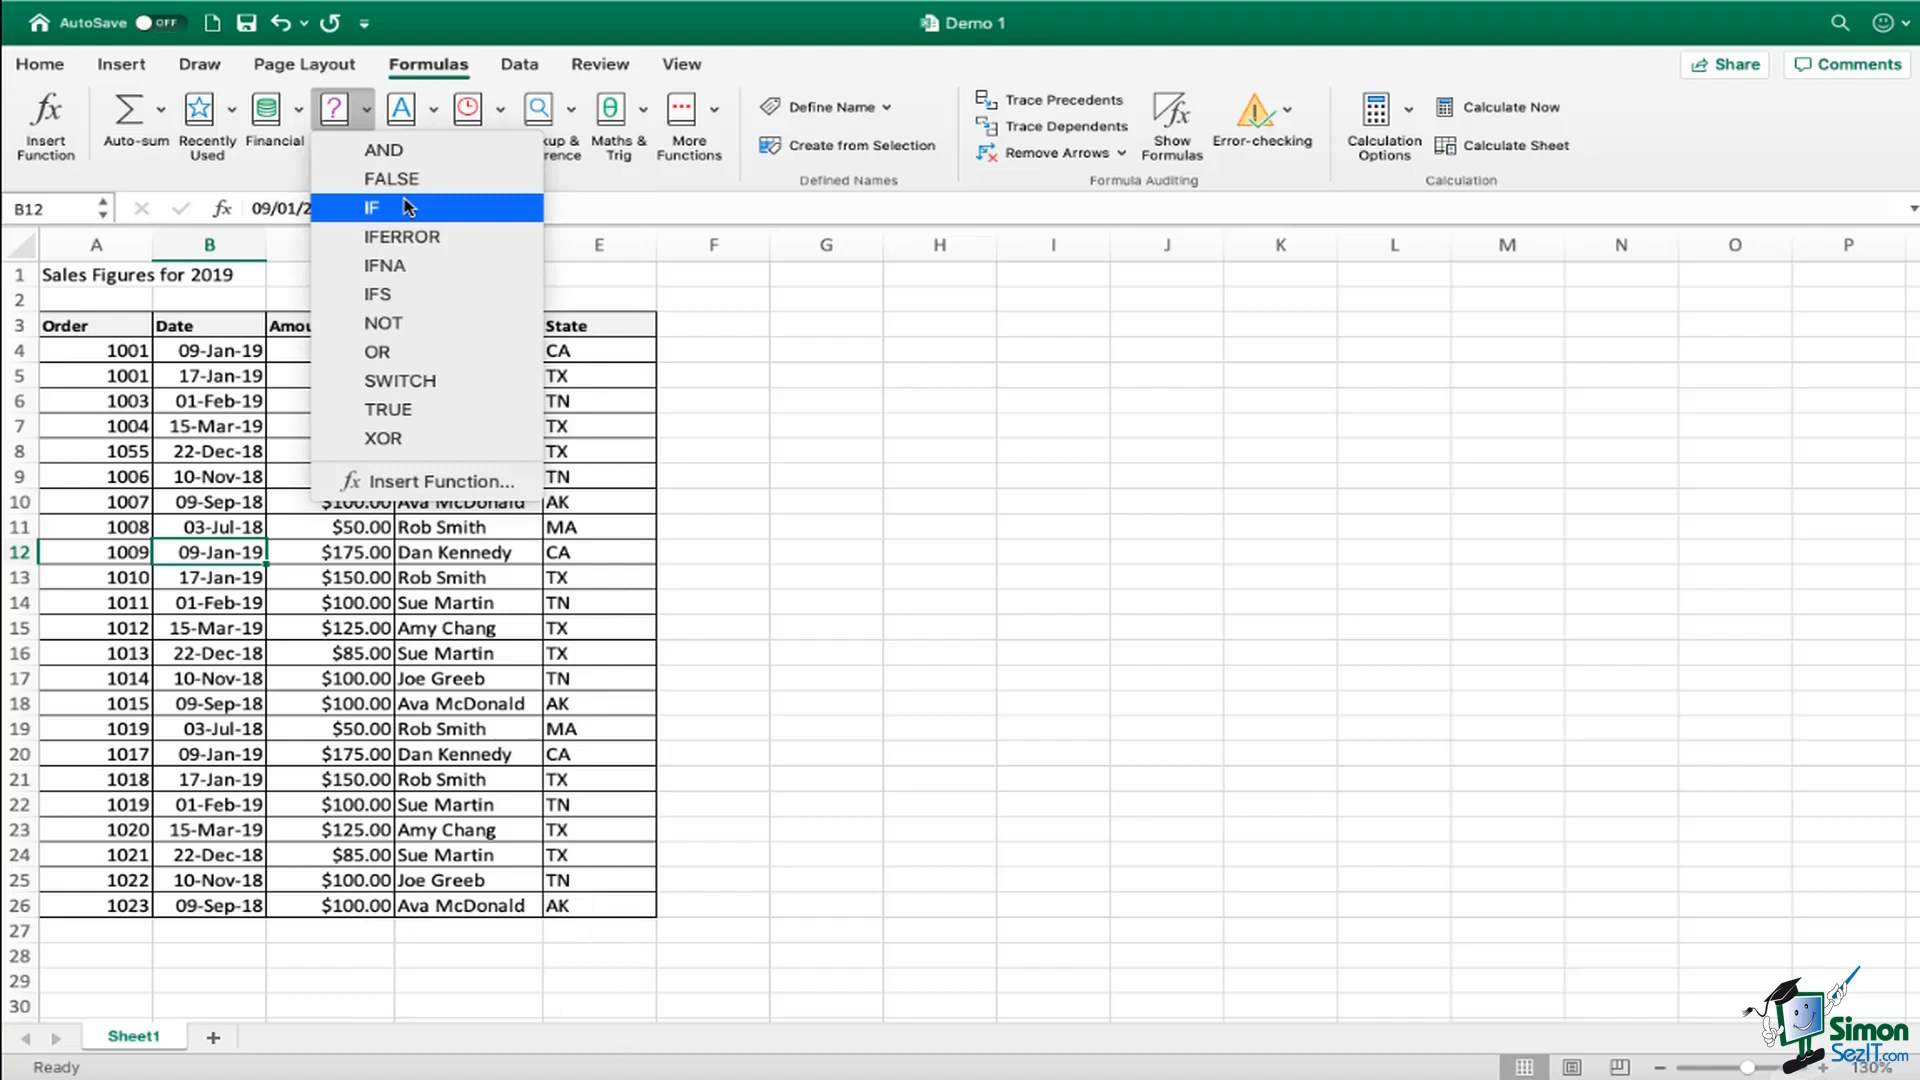 AutoSave OFF Demo 1
Home Insert Draw Page Layout Formulas Data Review View Share Comments
Insert Function
Auto-sum
Recently Used
Financial
kup & rence
Maths & Trig
More Functions
Define Name
Create from Selection
Defined Names
Trace Precedents
Trace Dependents
Remove Arrows
Show Formulas
Error-checking
Formula Auditing
Calculation Options
Calculate Now
Calculate Sheet
Calculation
AND
FALSE
IF
IFERROR
IFNA
IFS
NOT
OR
SWITCH
TRUE
XOR
fx Insert Function...
B12 fx 09/01/2
A B E F G H I J K L M N O P
1 Sales Figures for 2019
2
3 Order Date Amou State
4 1001 09-Jan-19 CA
5 1001 17-Jan-19 TX
6 1003 01-Feb-19 TN
7 1004 15-Mar-19 TX
8 1055 22-Dec-18 TX
9 1006 10-Nov-18 TN
10 1007 09-Sep-18 $100.00 Ava McDonald AK
11 1008 03-Jul-18 $50.00 Rob Smith MA
12 1009 09-Jan-19 $175.00 Dan Kennedy CA
13 1010 17-Jan-19 $150.00 Rob Smith TX
14 1011 01-Feb-19 $100.00 Sue Martin TN
15 1012 15-Mar-19 $125.00 Amy Chang TX
16 1013 22-Dec-18 $85.00 Sue Martin TX
17 1014 10-Nov-18 $100.00 Joe Greeb TN
18 1015 09-Sep-18 $100.00 Ava McDonald AK
19 1019 03-Jul-18 $50.00 Rob Smith MA
20 1017 09-Jan-19 $175.00 Dan Kennedy CA
21 1018 17-Jan-19 $150.00 Rob Smith TX
22 1019 01-Feb-19 $100.00 Sue Martin TN
23 1020 15-Mar-19 $125.00 Amy Chang TX
24 1021 22-Dec-18 $85.00 Sue Martin TX
25 1022 10-Nov-18 $100.00 Joe Greeb TN
26 1023 09-Sep-18 $100.00 Ava McDonald AK
27
28
29
30
Sheet1
Ready
130%
Simon
SezIT.com